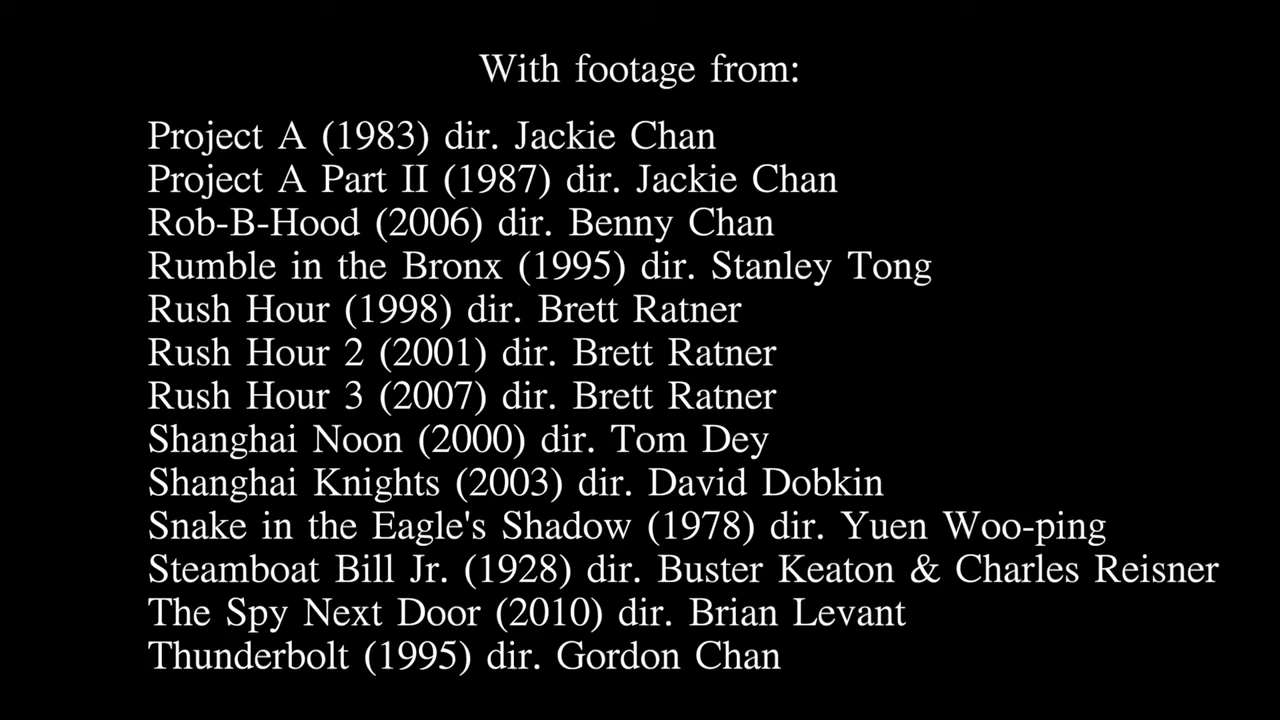 With footage from:
Project A (1983) dir. Jackie Chan
Project A Part II (1987) dir. Jackie Chan
Rob-B-Hood (2006) dir. Benny Chan
Rumble in the Bronx (1995) dir. Stanley Tong
Rush Hour (1998) dir. Brett Ratner
Rush Hour 2 (2001) dir. Brett Ratner
Rush Hour 3 (2007) dir. Brett Ratner
Shanghai Noon (2000) dir. Tom Dey
Shanghai Knights (2003) dir. David Dobkin
Snake in the Eagle's Shadow (1978) dir. Yuen Woo-ping
Steamboat Bill Jr. (1928) dir. Buster Keaton & Charles Reisner
The Spy Next Door (2010) dir. Brian Levant
Thunderbolt (1995) dir. Gordon Chan